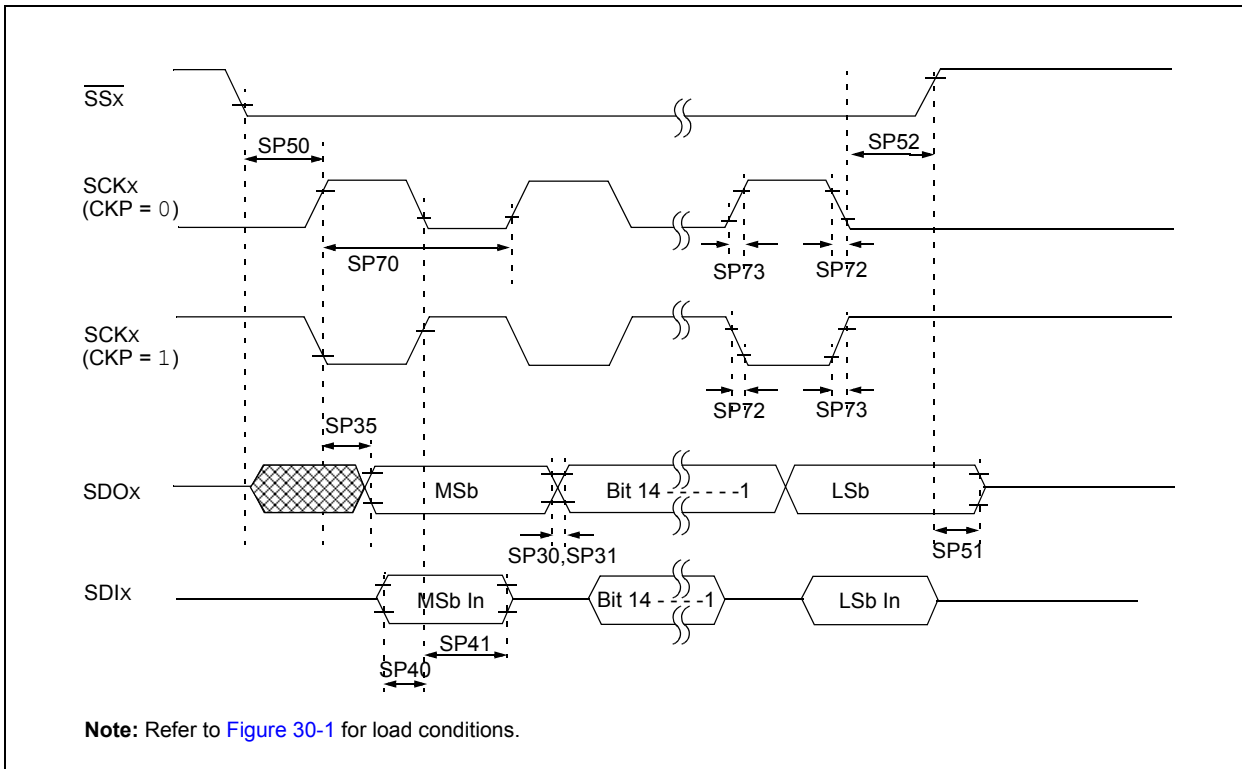 SSx
SP50
SP52
SCKx
(CKP = 0)
SP70
SP73
SP72
SCKx
(CKP = 1)
SP72
SP73
SP35
SDOx
MSb
Bit 14 - - - - - -1
LSb
SP30,SP31
SP51
SDIx
MSb In
Bit 14 - - - -1
LSb In
SP41
SP40
Note: Refer to Figure 30-1 for load conditions.